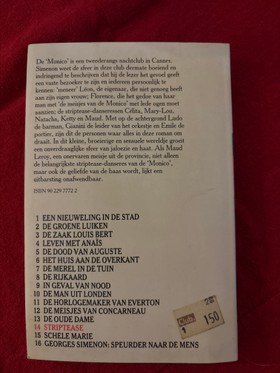 De 'Monico' is een tweederangs nachtclub in Cannes.
Simenon weet de sfeer in deze club dermate boeiend en
indringend te beschrijven dat hij de lezer het gevoel geeft
een vaste bezoeker te zijn en iedereen persoonlijk te
kennen: 'meneer' Léon, de eigenaar, die niet genoeg heeft
aan zijn eigen vrouw; Florence, die het gedoe van haar
man met 'de meisjes van de Monico' met lede ogen moet
aanzien; de striptease-danseressen Célita, Mary-Lou,
Natacha, Ketty en Maud. Met op de achtergrond Ludo
de barman, Gianini de leider van het orkestje en Emile de
portier, zijn dit de voornaamste akteurs in deze roman om
de draait. In dit kleine, broeierige en sensuele wereldje groeit
een onverdraaglijke sfeer van jaloezie en haat. Als Maud
Leroy, een onervaren meisje uit de provincie, niet alleen
de belangrijkste striptease-danseres van de 'Monico',
maar ook de geliefde van de baas wordt, lijkt een
uitbarsting onafwendbaar.
ISBN 90 229 7772 2
1 EEN NIEUWELING IN DE STAD
2 DE GROENE LUIKEN
3 DE ZAAK LOUIS BERT
4 LEVEN MET ANAÏS
5 DE DOOD VAN AUGUSTE
6 HET HUIS AAN DE OVERKANT
7 DE MEREL IN DE TUIN
8 DE RIJKAARD
9 IN GEVAL VAN NOOD
10 DE MAN UIT LONDEN
11 DE HORLOGEMAKER VAN EVERTON
12 DE MEISJES VAN CONCARNEAU
13 DE OUDE DAME
14 STRIPTEASE
15 SCHELE MARIE
16 GEORGES SIMENON: SPEURDER NAAR DE MENS
1 150